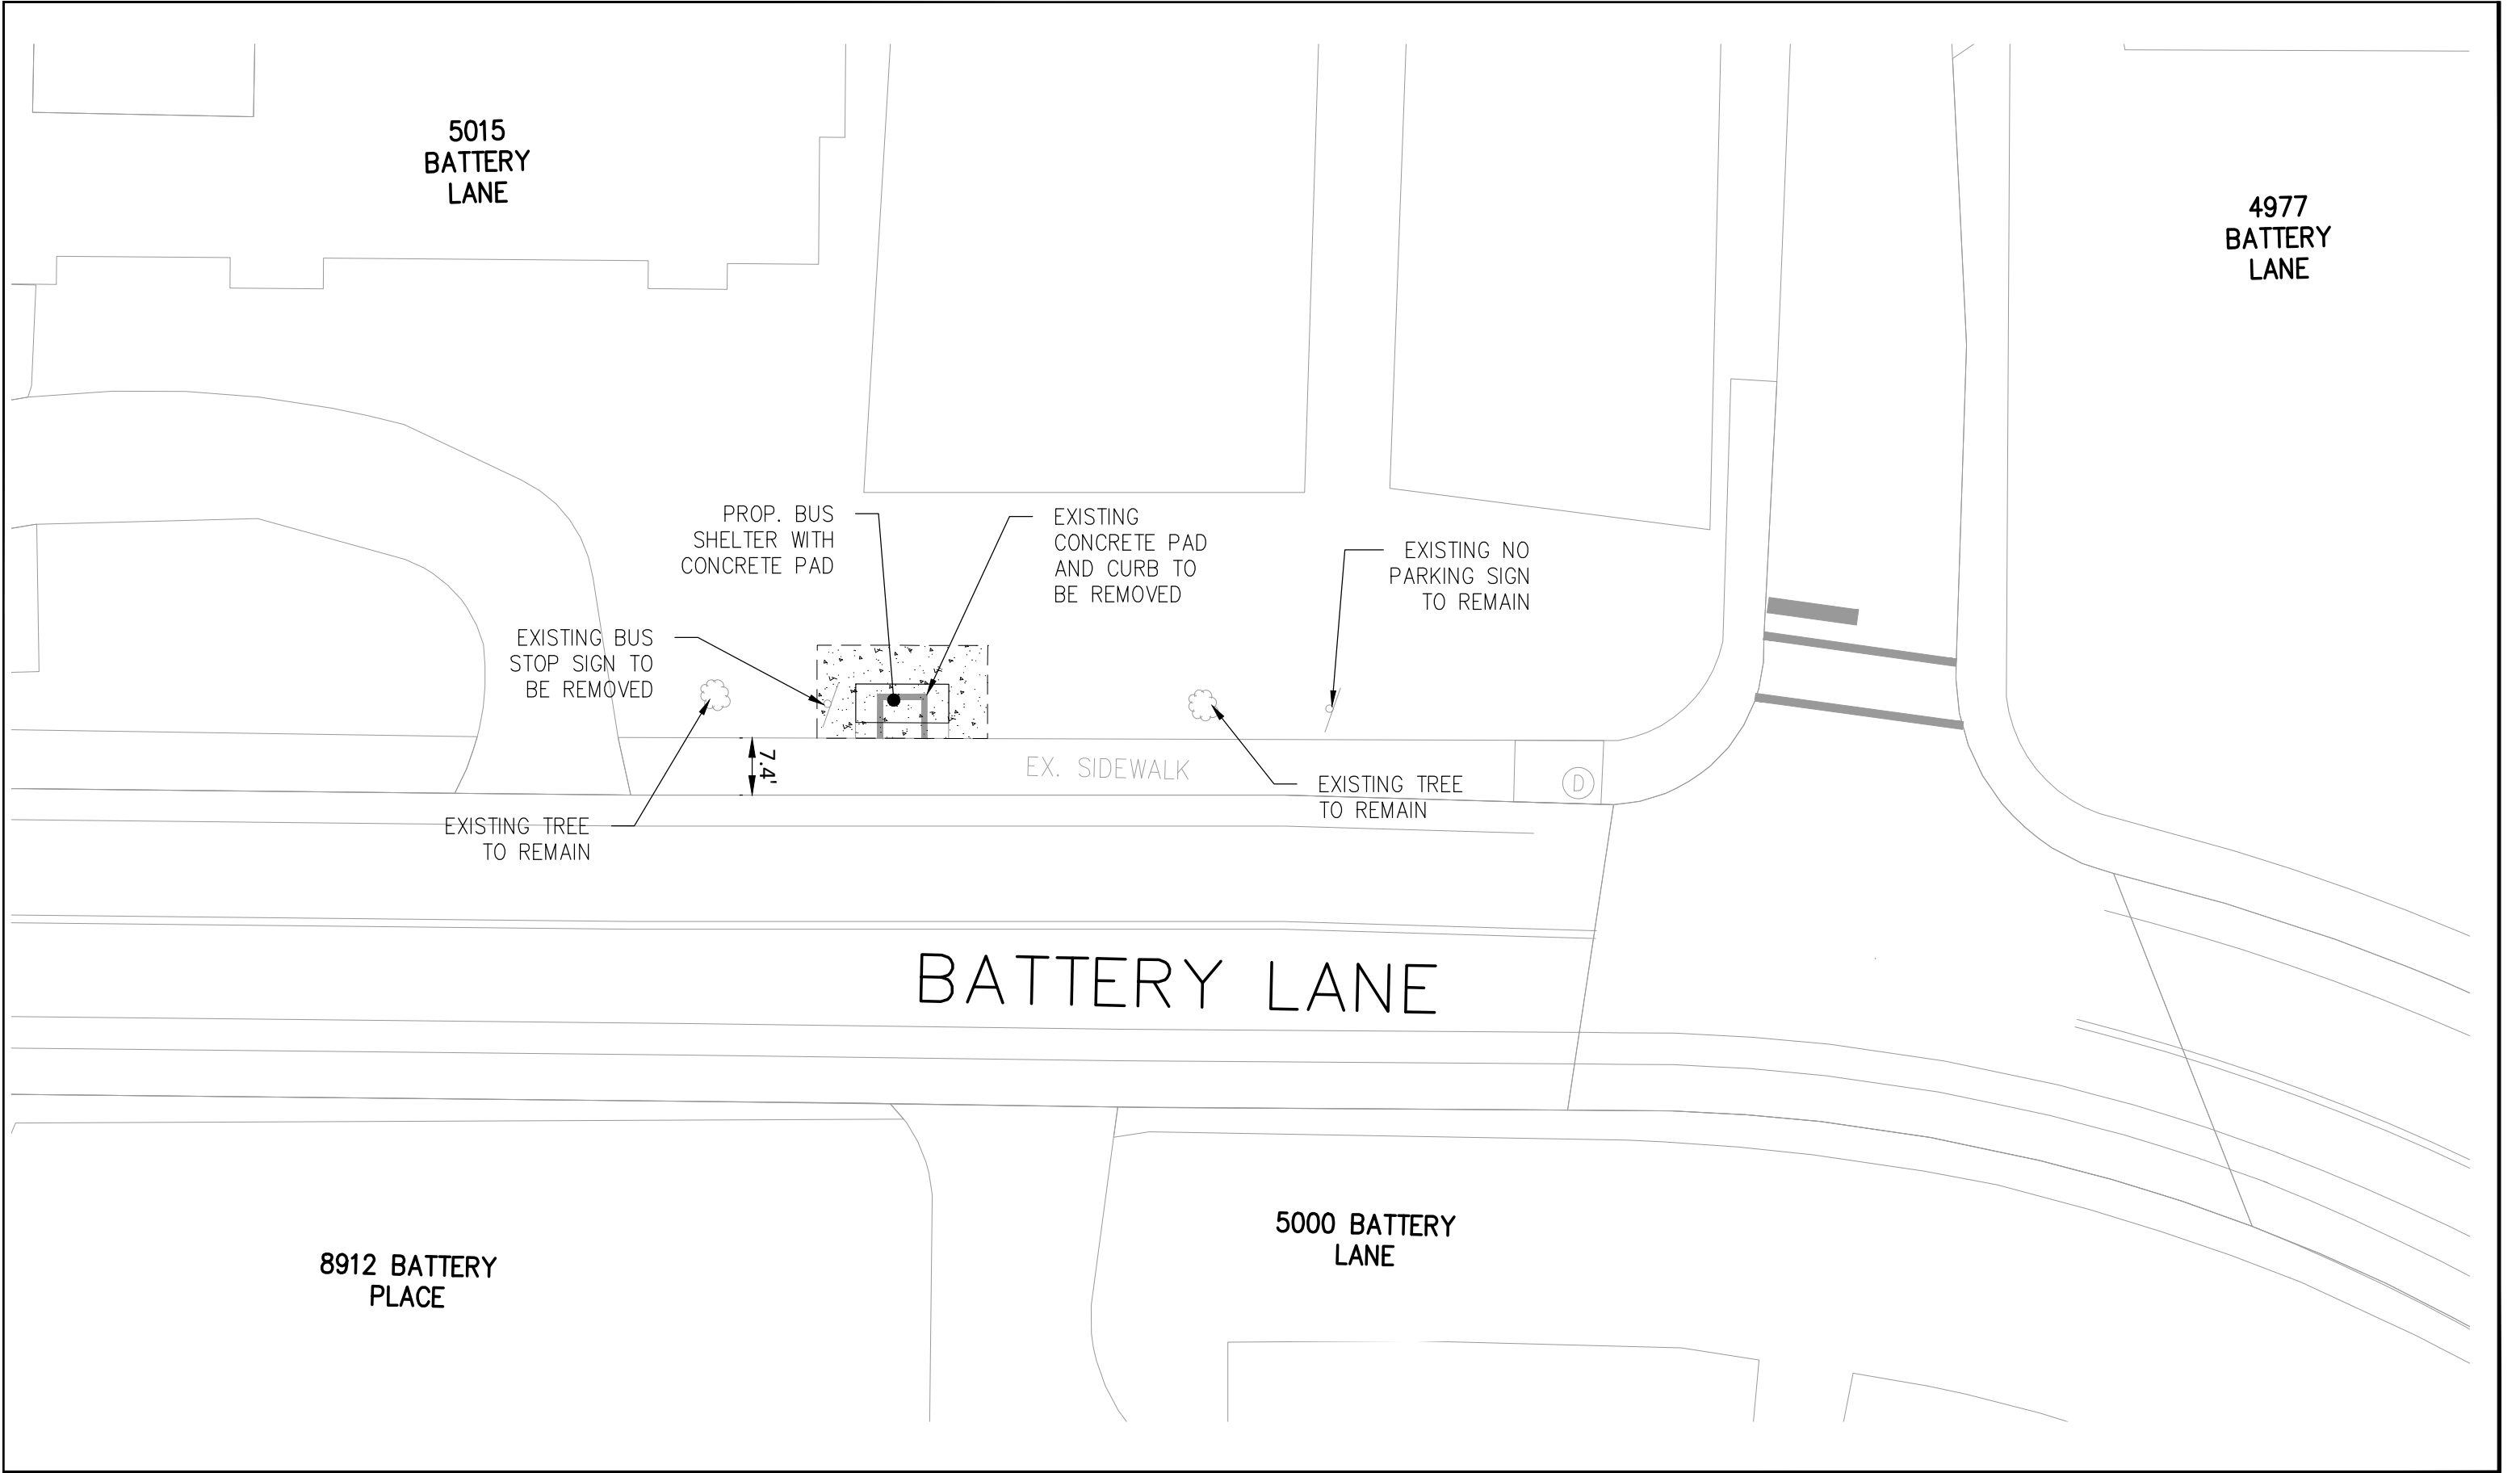 5015
BATTERY
LANE
4977
BATTERY
LANE
PROP. BUS
SHELTER WITH
CONCRETE PAD
EXISTING
CONCRETE PAD
AND CURB TO
BE REMOVED
EXISTING NO
PARKING SIGN
TO REMAIN
EXISTING BUS
STOP SIGN TO
BE REMOVED
7.4'
EX. SIDEWALK
D
EXISTING TREE
TO REMAIN
EXISTING TREE
TO REMAIN
BATTERY LANE
5000 BATTERY
LANE
8912 BATTERY
PLACE